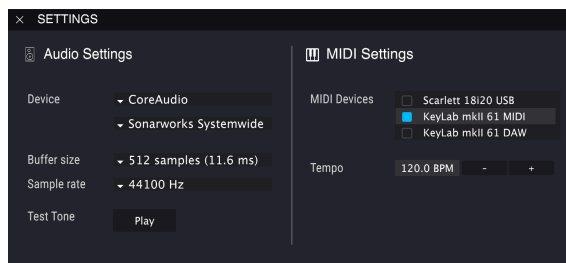 × SETTINGS
Audio Settings
Device
CoreAudio
Sonarworks Systemwide
Buffer size
512 samples (11.6 ms)
Sample rate
44100 Hz
Test Tone
Play
MIDI Settings
MIDI Devices
Scarlett 18i20 USB
KeyLab mkII 61 MIDI
KeyLab mkII 61 DAW
Tempo
120.0 BPM - +